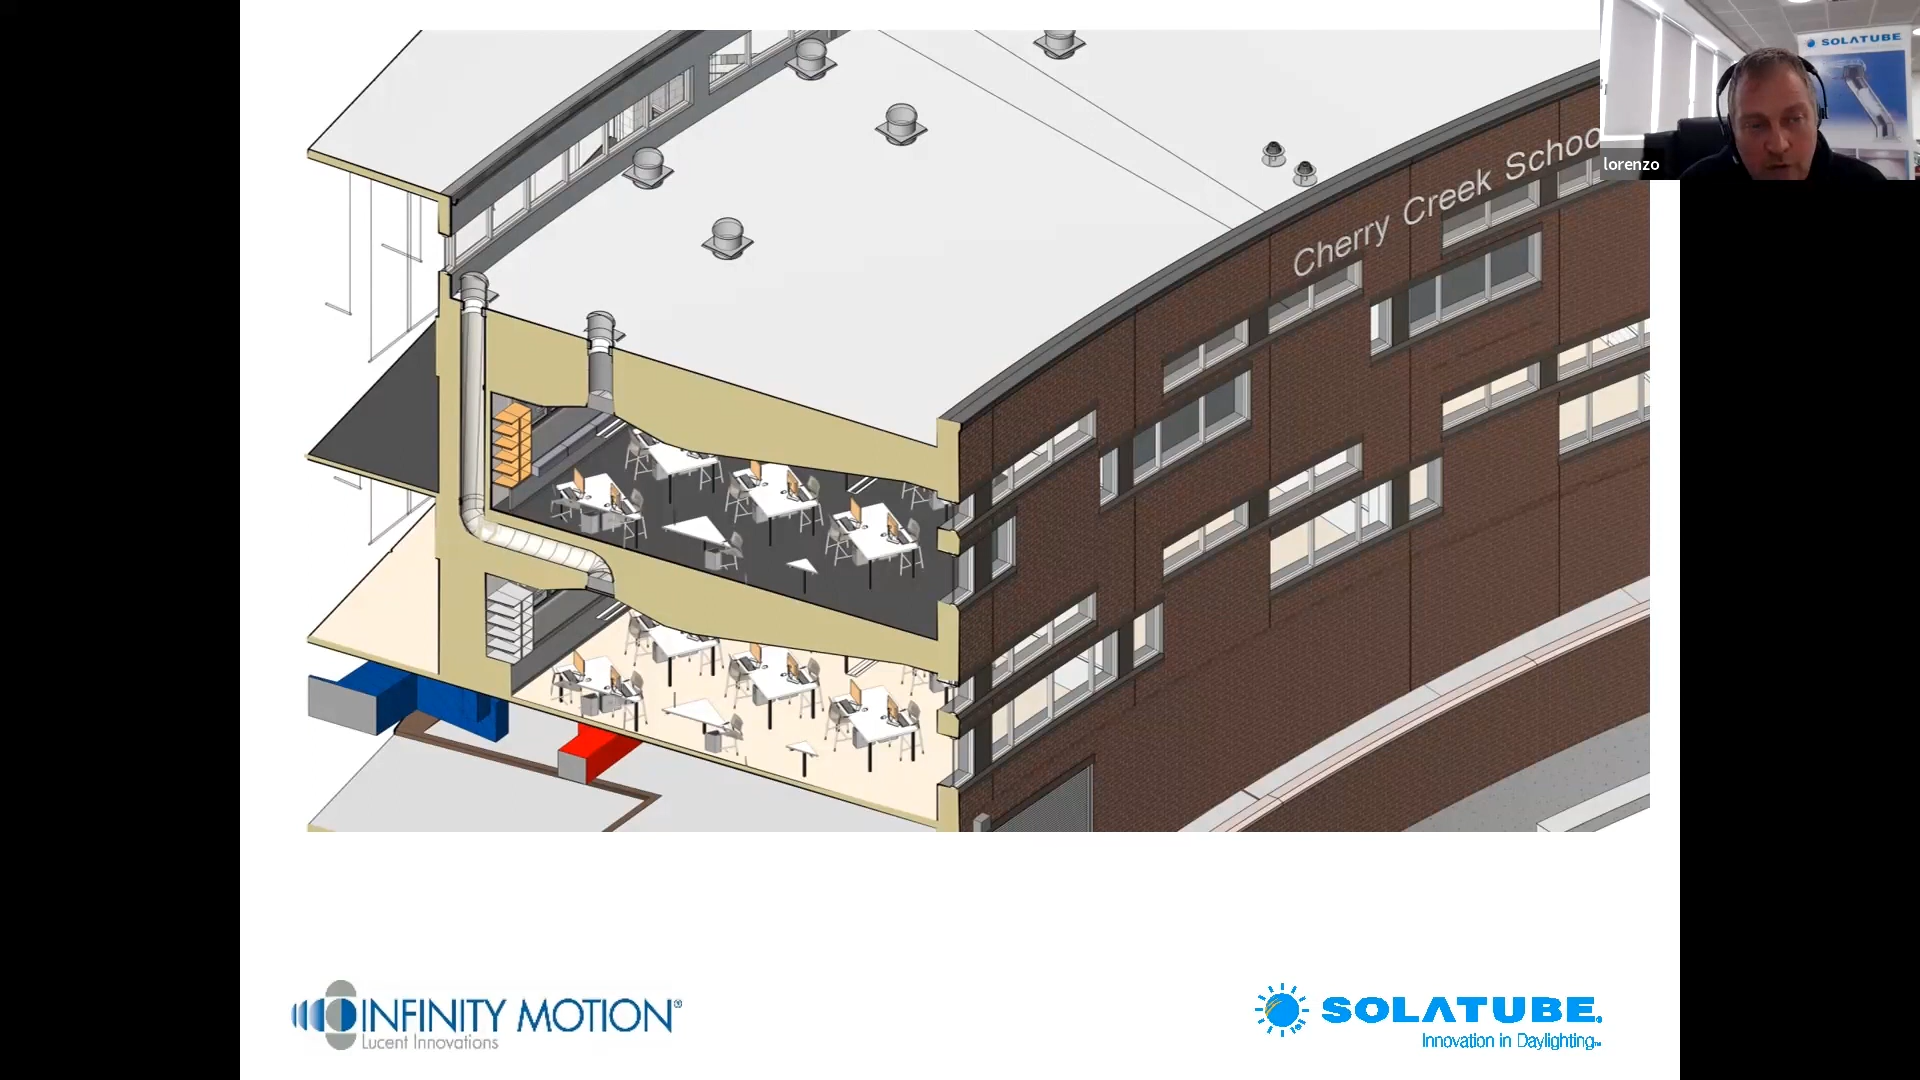 SOLATUBE
lorenzo
Cherry Creek Schoo
INFINITY MOTION®
Lucent Innovations
SOLATUBE®
Innovation in Daylighting™